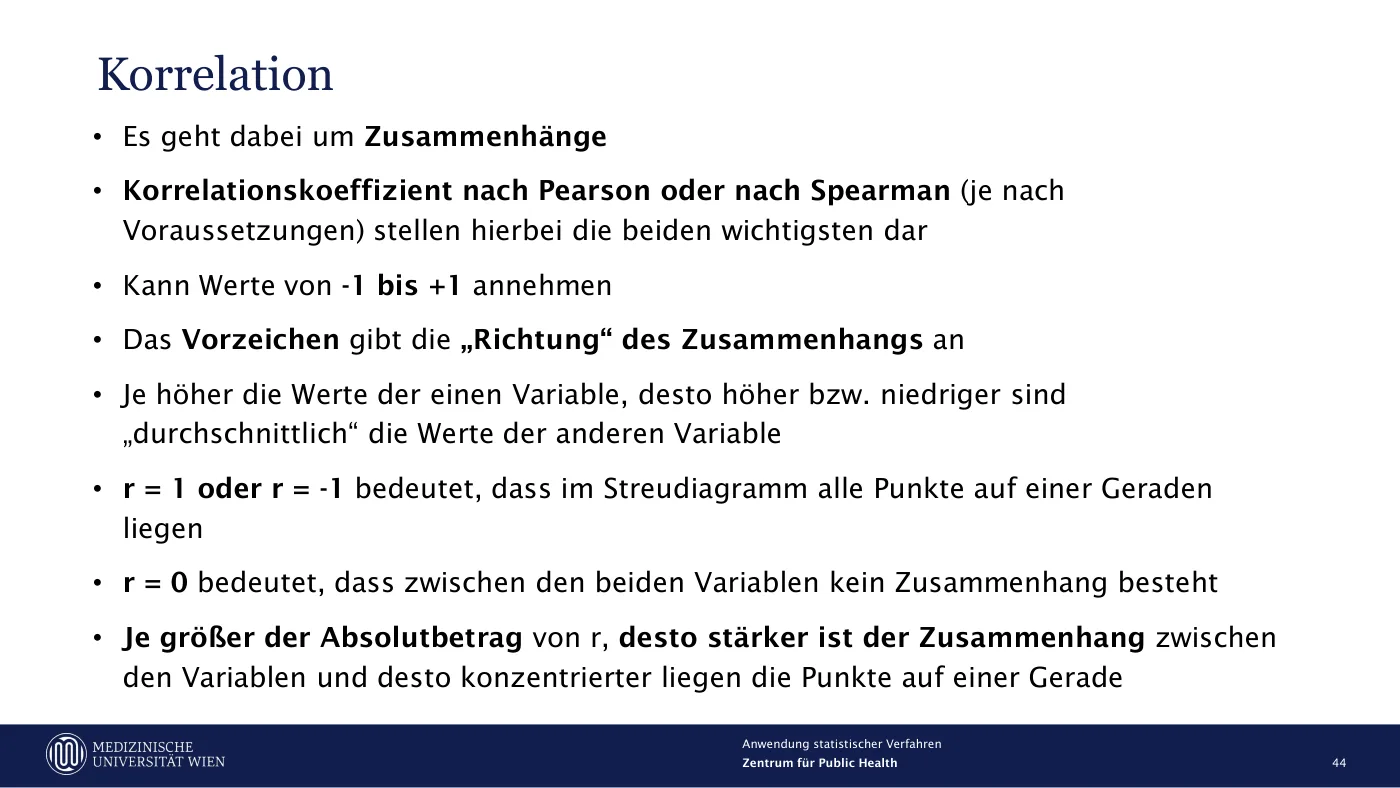 Korrelation
• Es geht dabei um Zusammenhänge
• Korrelationskoeffizient nach Pearson oder nach Spearman (je nach
Voraussetzungen) stellen hierbei die beiden wichtigsten dar
• Kann Werte von -1 bis +1 annehmen
• Das Vorzeichen gibt die „Richtung“ des Zusammenhangs an
• Je höher die Werte der einen Variable, desto höher bzw. niedriger sind
„durchschnittlich“ die Werte der anderen Variable
• r = 1 oder r = -1 bedeutet, dass im Streudiagramm alle Punkte auf einer Geraden
liegen
• r = 0 bedeutet, dass zwischen den beiden Variablen kein Zusammenhang besteht
• Je größer der Absolutbetrag von r, desto stärker ist der Zusammenhang zwischen
den Variablen und desto konzentrierter liegen die Punkte auf einer Gerade
MEDIZINISCHE
UNIVERSITÄT WIEN
Anwendung statistischer Verfahren
Zentrum für Public Health
44